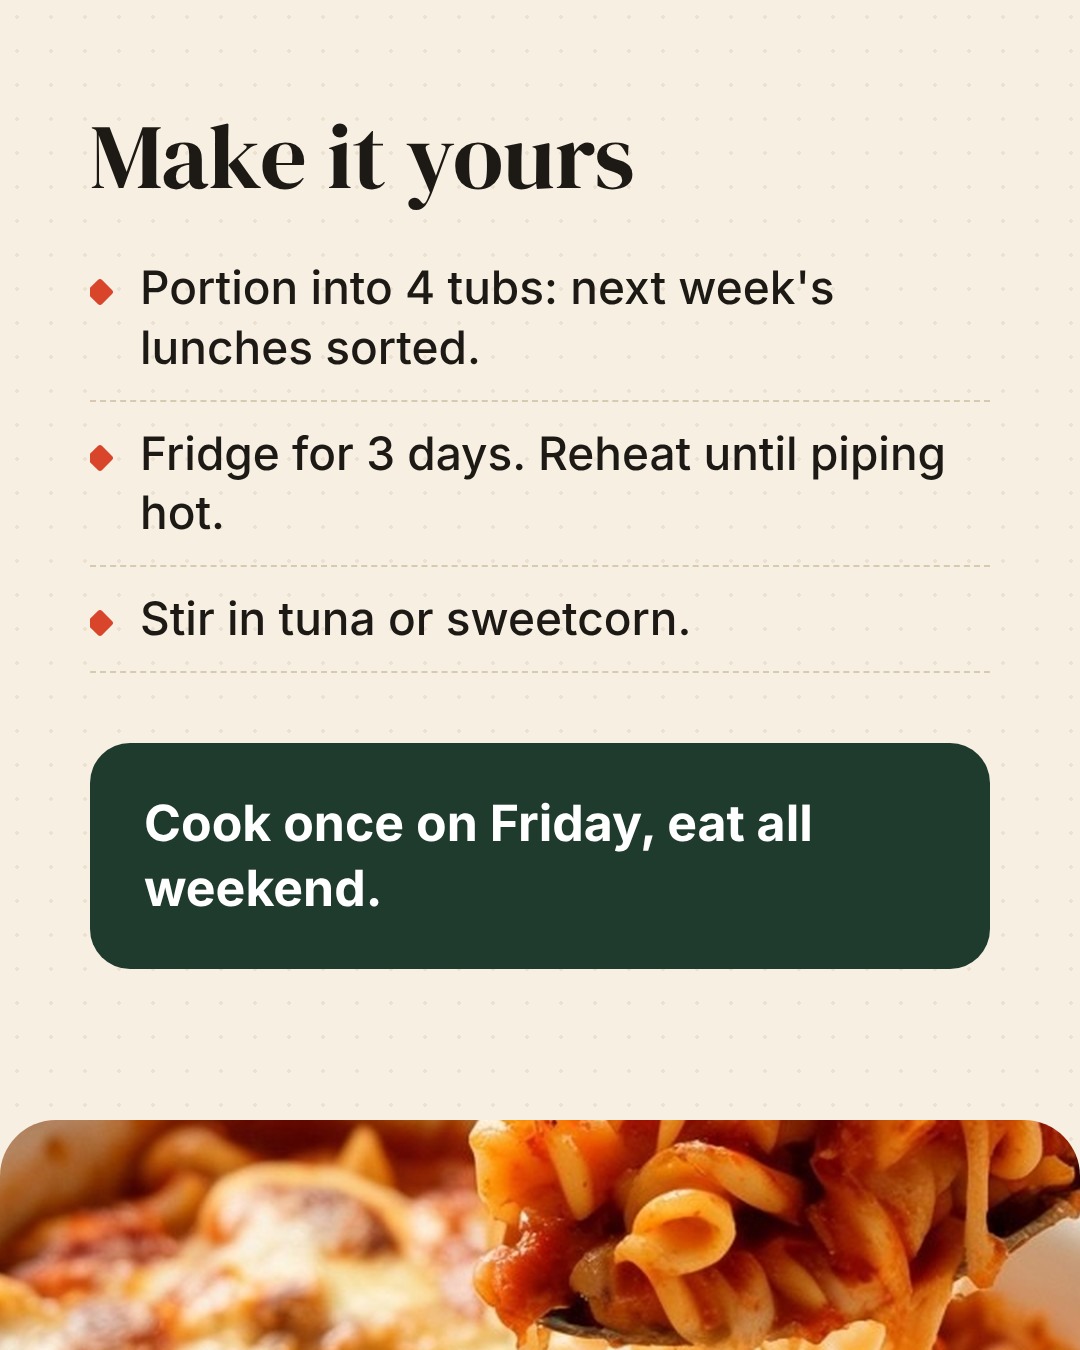 Make it yours
Portion into 4 tubs: next week's
lunches sorted.
Fridge for 3 days. Reheat until piping
hot.
Stir in tuna or sweetcorn.
Cook once on Friday, eat all
weekend.